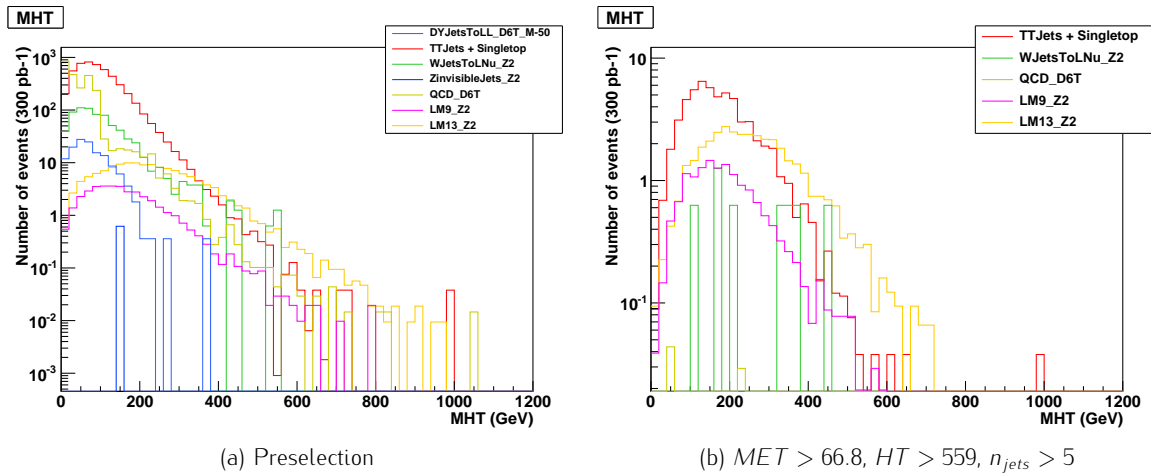 MHT
Number of events (300 pb-1)
10³
10²
10
1
10⁻¹
10⁻²
10⁻³
DYJetsToLL_D6T_M-50
TTJets + Singletop
WJetsToLNu_Z2
ZinvisibleJets_Z2
QCD_D6T
LM9_Z2
LM13_Z2
0 200 400 600 800 1000 1200
MHT (GeV)
(a) Preselection
MHT
Number of events (300 pb-1)
10
1
10⁻¹
TTJets + Singletop
WJetsToLNu_Z2
QCD_D6T
LM9_Z2
LM13_Z2
0 200 400 600 800 1000 1200
MHT (GeV)
(b) MET > 66.8, HT > 559, n_jets > 5